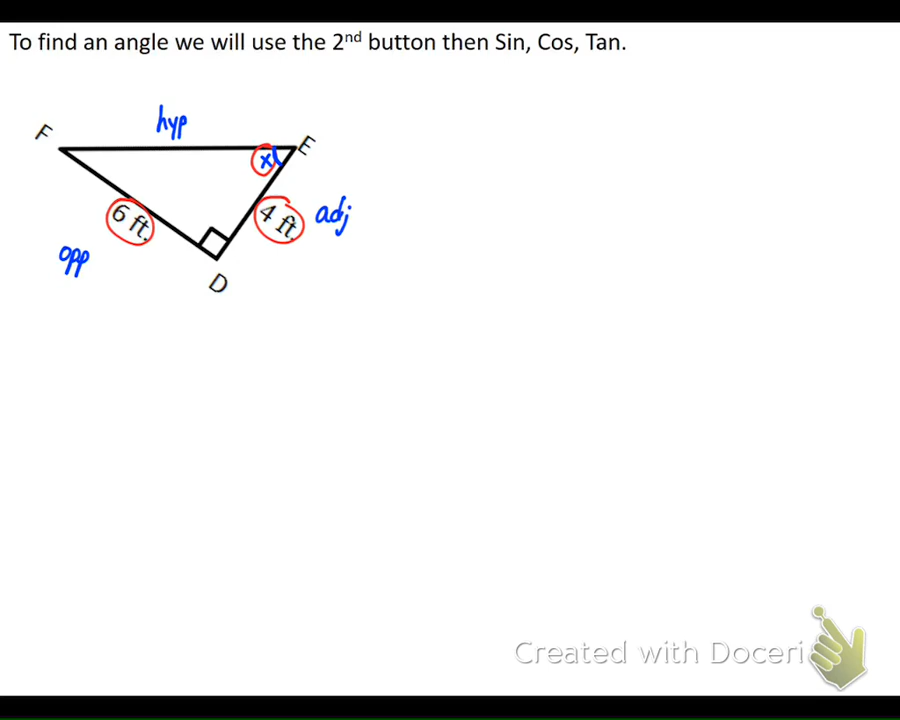 To find an angle we will use the 2nd button then Sin, Cos, Tan.
hyp
F
E
x
6 ft.
4 ft.
adj
opp
D
Created with Doceri